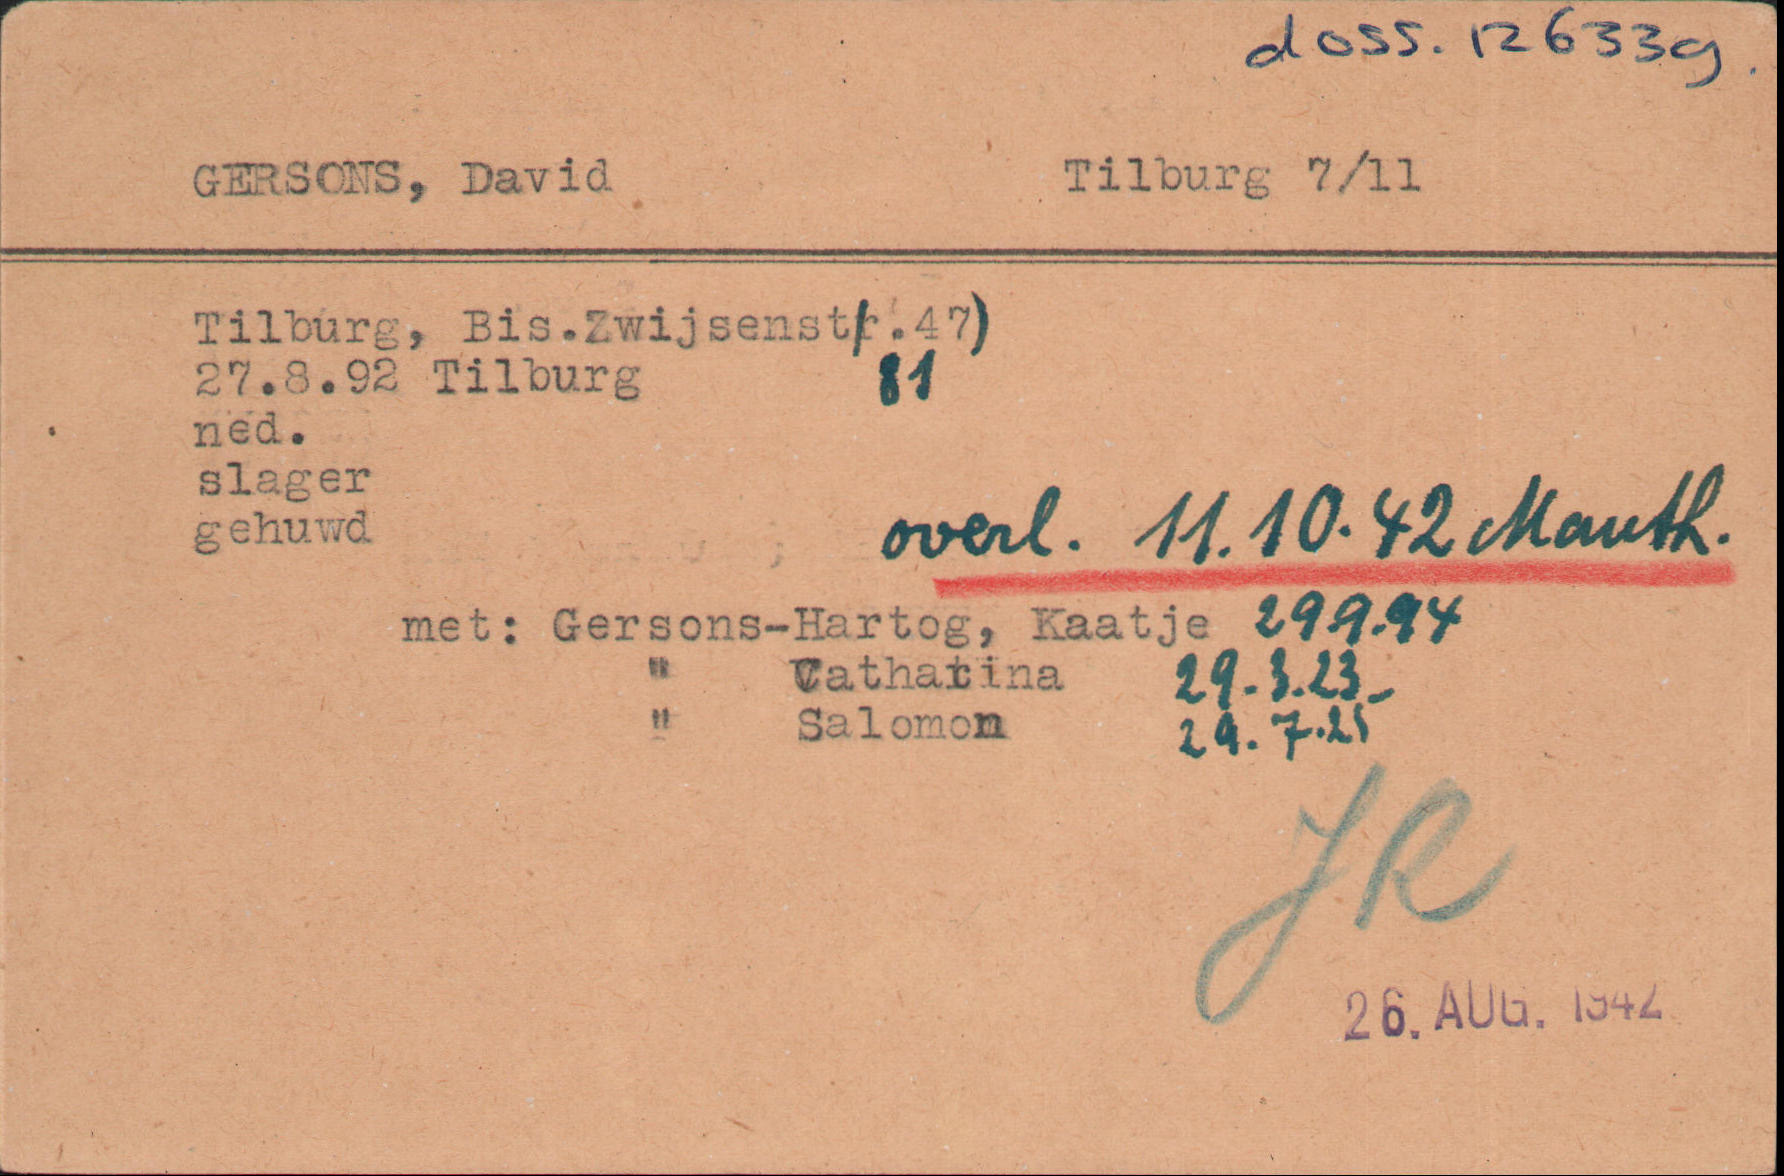 doss. 12633g.
GERSONS, David Tilburg 7/11
Tilburg, Bis.Zwijsenstr.47)
27.8.92 Tilburg 81
ned.
slager
gehuwd
overl. 11.10.42 Mauth.
met: Gersons-Hartog, Kaatje 29.9.94
" Catharina 29.3.23-
" Salomon 29.7.25
JR
26. AUG. 1942